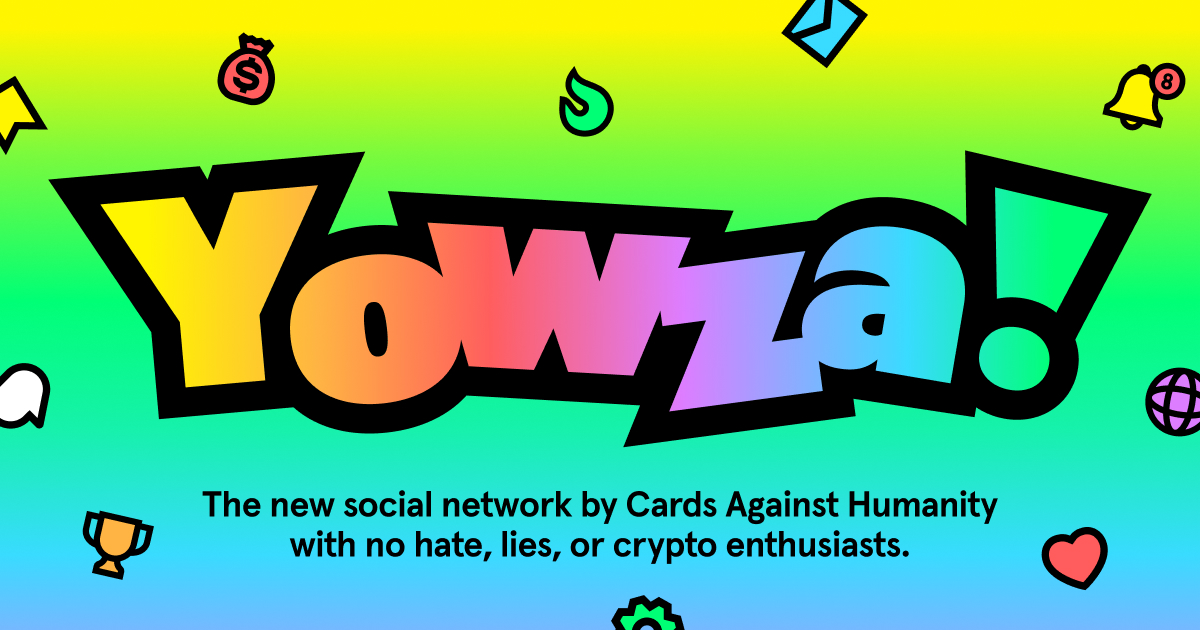 $
8
Yowza!
The new social network by Cards Against Humanity
with no hate, lies, or crypto enthusiasts.